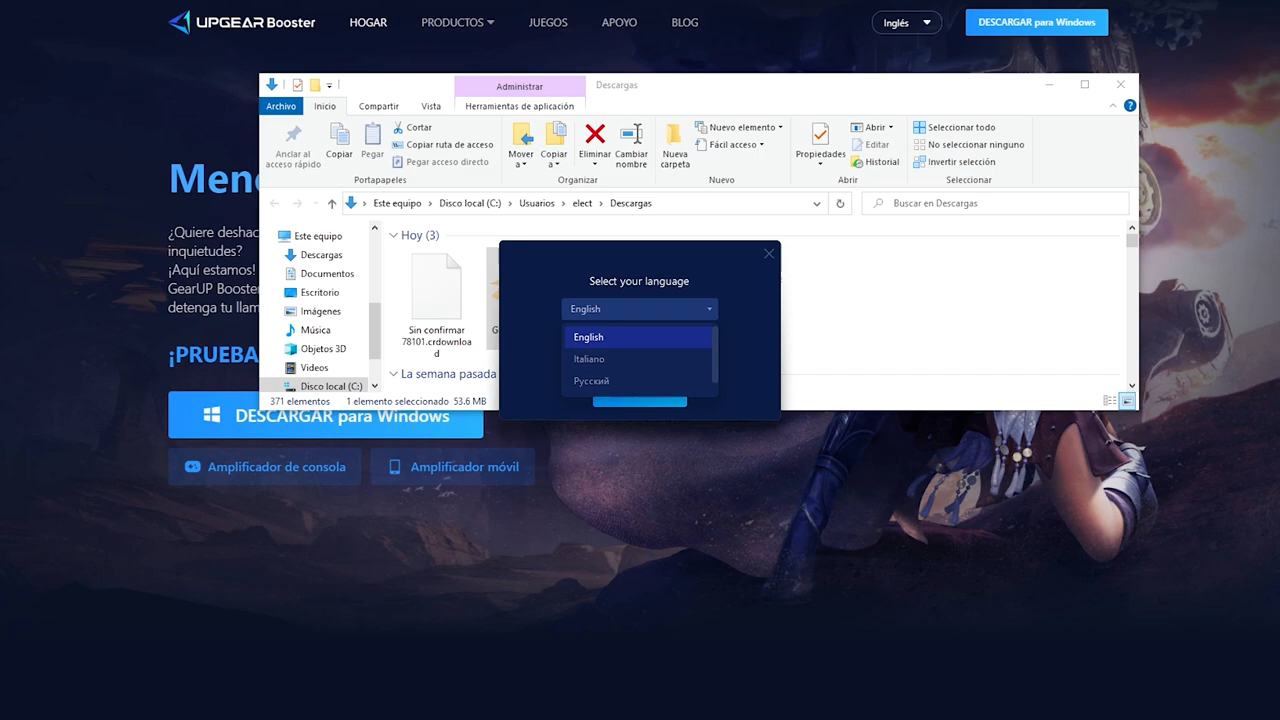 UPGEAR Booster
HOGAR
PRODUCTOS
JUEGOS
APOYO
BLOG
Inglés
DESCARGAR para Windows
Administrar
Descargas
Archivo
Inicio
Compartir
Vista
Herramientas de aplicación
Anclar al
acceso rápido
Copiar
Pegar
Cortar
Copiar ruta de acceso
Pegar acceso directo
Portapapeles
Mover
a
Copiar
a
Eliminar
Cambiar
nombre
Organizar
Nueva
carpeta
Nuevo elemento
Fácil acceso
Nuevo
Propiedades
Abrir
Editar
Historial
Abrir
Seleccionar todo
No seleccionar ninguno
Invertir selección
Seleccionar
Este equipo
Disco local (C:)
Usuarios
elect
Descargas
Buscar en Descargas
Este equipo
Descargas
Documentos
Escritorio
Imágenes
Música
Objetos 3D
Videos
Disco local (C:)
Hoy (3)
Sin confirmar
78101.crdownloa
d
G
La semana pasada
371 elementos
1 elemento seleccionado 53.6 MB
Select your language
English
English
Italiano
Русский
¿Quiere deshac
inquietudes?
¡Aquí estamos!
GearUP Booster
detenga tu llam
¡PRUEBA
DESCARGAR para Windows
Amplificador de consola
Amplificador móvil